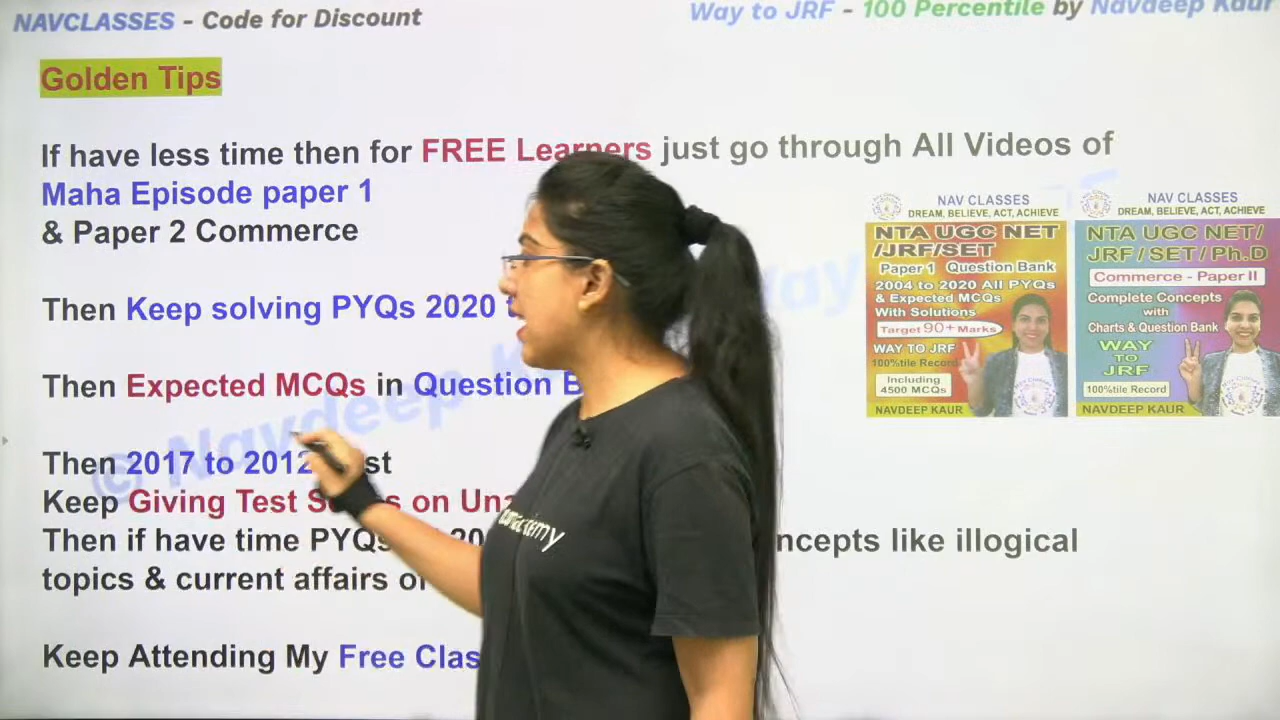 NAVCLASSES - Code for Discount
Way to JRF - 100 Percentile by Navdeep Kaur
Golden Tips
If have less time then for FREE Learners just go through All Videos of
Maha Episode paper 1
& Paper 2 Commerce
Then Keep solving PYQs 2020
Then Expected MCQs in Question
Then 2017 to 2012
Keep Giving Test on
Then if have time PYQs like illogical
topics & current affairs
Keep Attending My Free
© Navdeep
NAV CLASSES
DREAM, BELIEVE, ACT, ACHIEVE
NTA UGC NET
/JRF/SET
Paper 1 Question Bank
2004 to 2020 All PYQs
& Expected MCQs
With Solutions
Target 90+ Marks
WAY TO JRF
100%tile Record
Including
4500 MCQs
NAVDEEP KAUR
NAV CLASSES
DREAM, BELIEVE, ACT, ACHIEVE
NTA UGC NET/
JRF/SET/Ph.D
Commerce - Paper II
Complete Concepts
with
Charts & Question Bank
WAY
TO
JRF
100%tile Record
NAVDEEP KAUR